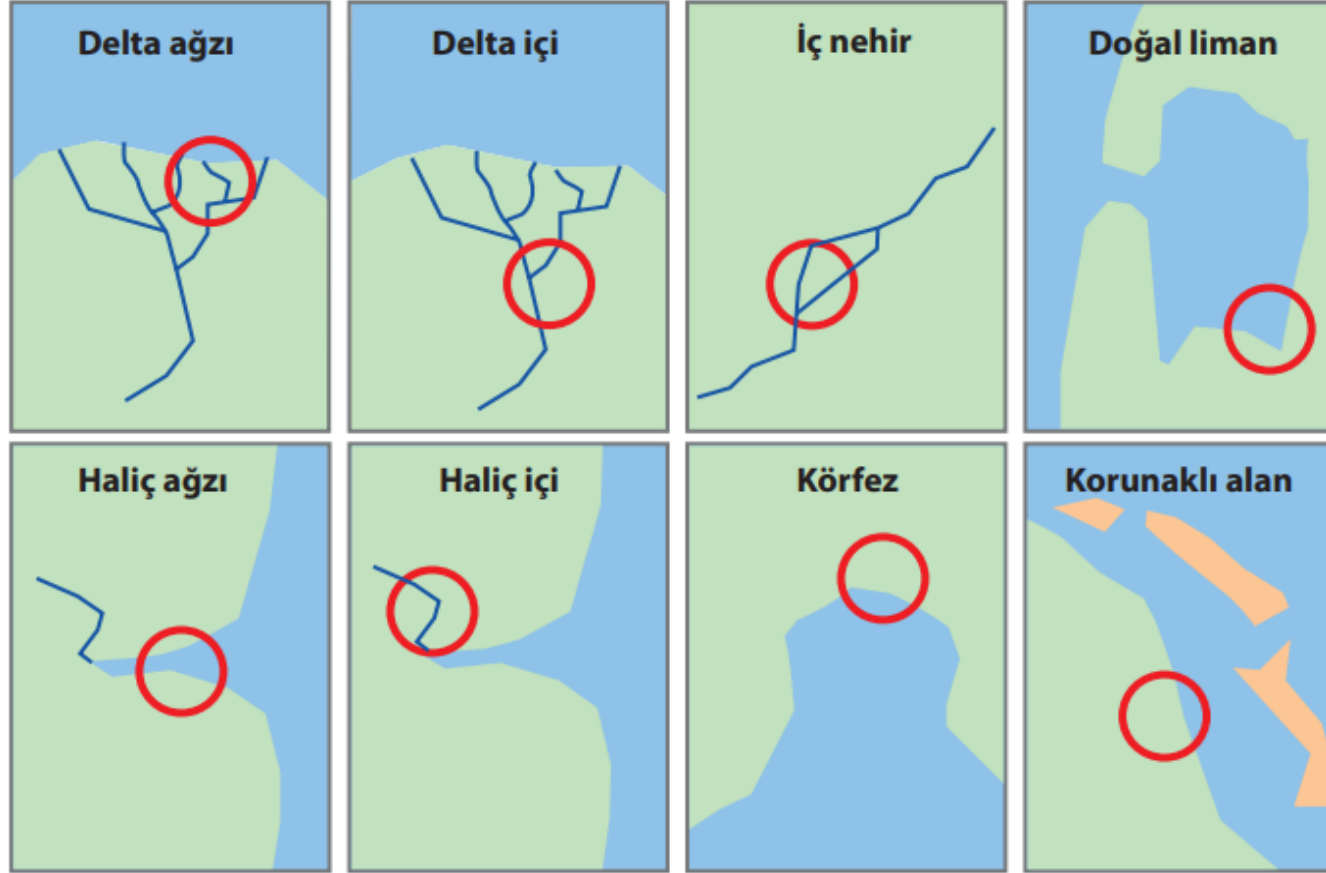 Delta ağzı
Delta içi
İç nehir
Doğal liman
Haliç ağzı
Haliç içi
Körfez
Korunaklı alan